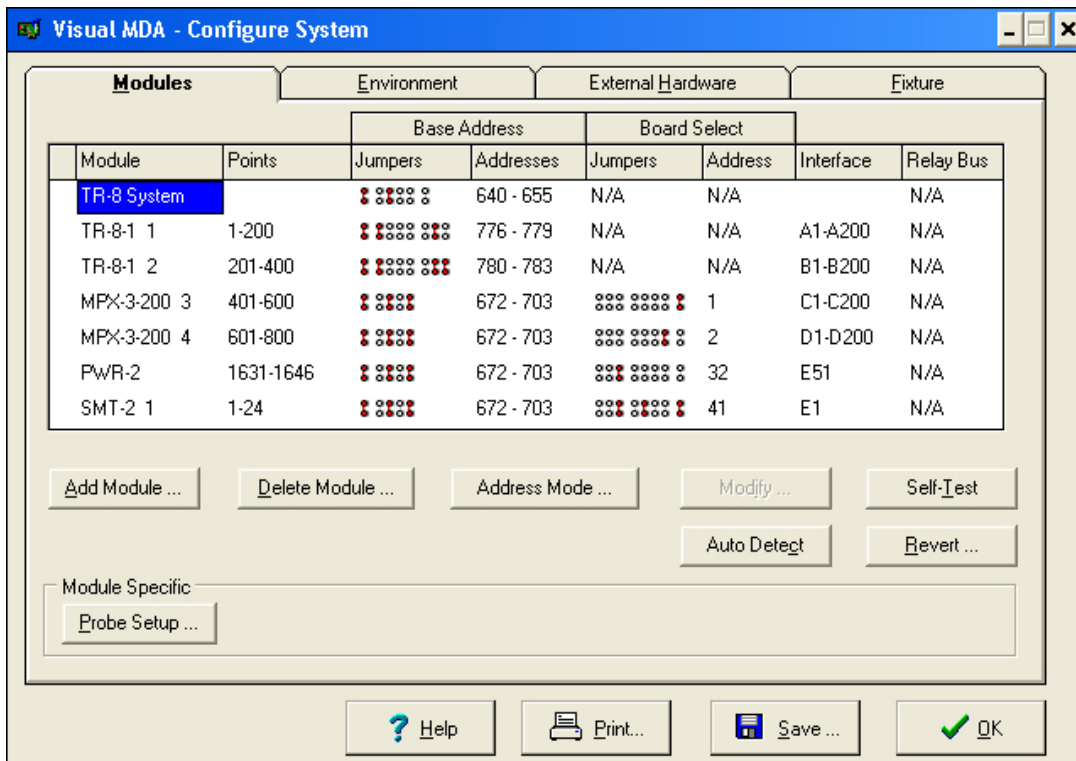 Visual MDA - Configure System
Modules Environment External Hardware Fixture
Base Address Board Select
Module Points Jumpers Addresses Jumpers Address Interface Relay Bus
TR-8 System 640 - 655 N/A N/A N/A
TR-8-1 1 1-200 776 - 779 N/A N/A A1-A200 N/A
TR-8-1 2 201-400 780 - 783 N/A N/A B1-B200 N/A
MPX-3-200 3 401-600 672 - 703 1 C1-C200 N/A
MPX-3-200 4 601-800 672 - 703 2 D1-D200 N/A
PWR-2 1631-1646 672 - 703 32 E51 N/A
SMT-2 1 1-24 672 - 703 41 E1 N/A
Add Module ... Delete Module ... Address Mode ... Modify ... Self-Test
Auto Detect Revert ...
Module Specific
Probe Setup ...
? Help Print... Save ... OK